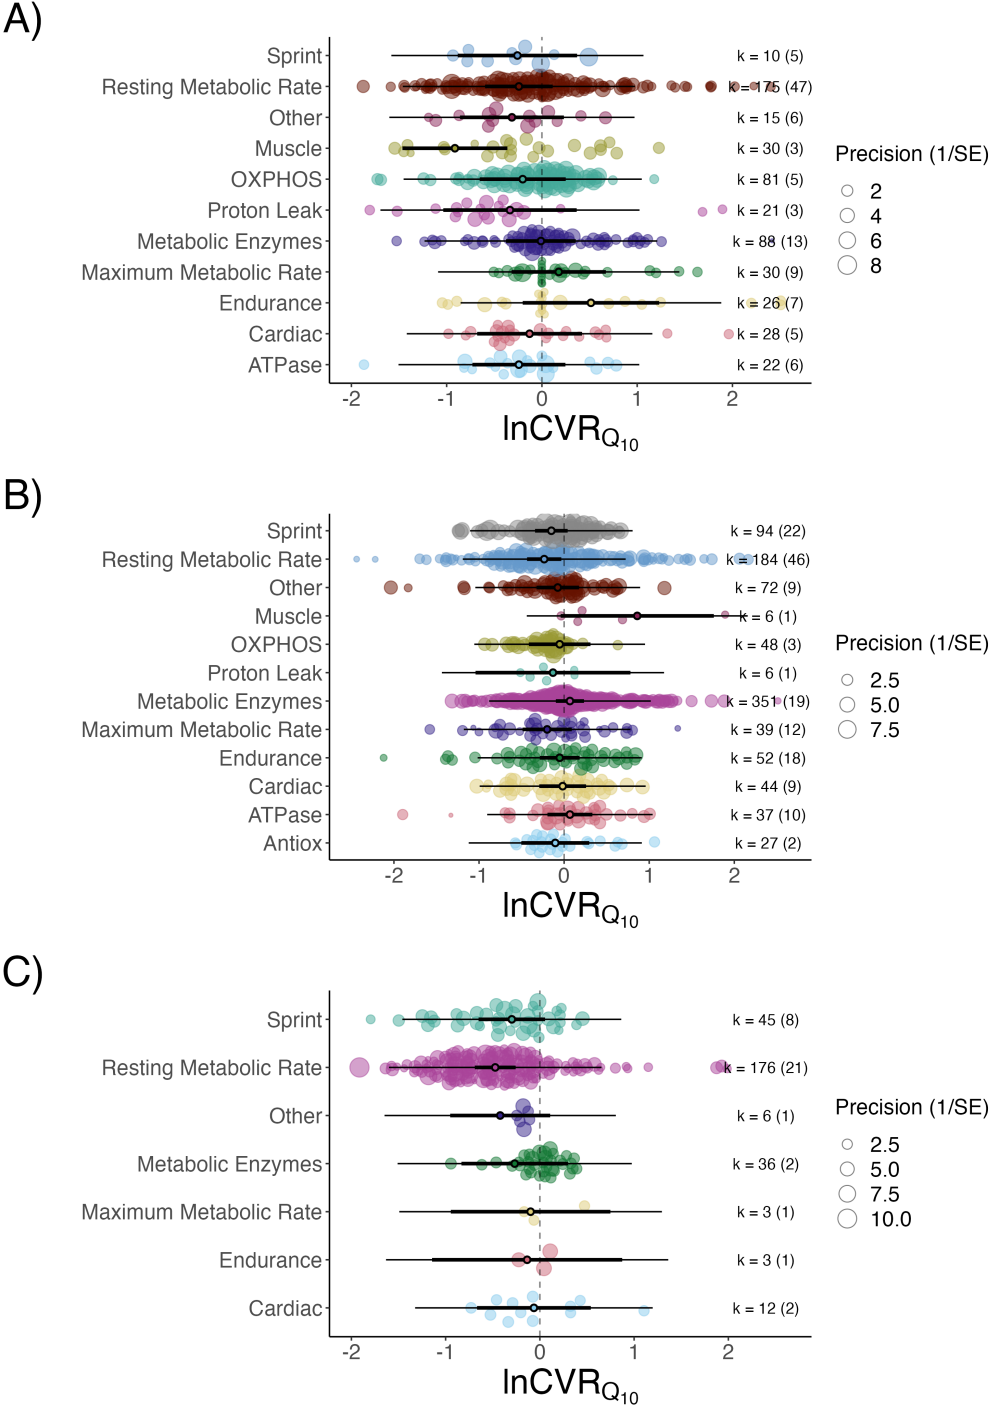 A)
Sprint k = 10 (5)
Resting Metabolic Rate k = 175 (47)
Other k = 15 (6)
Muscle k = 30 (3)
OXPHOS k = 81 (5)
Proton Leak k = 21 (3)
Metabolic Enzymes k = 88 (13)
Maximum Metabolic Rate k = 30 (9)
Endurance k = 26 (7)
Cardiac k = 28 (5)
ATPase k = 22 (6)
-2 -1 0 1 2
lnCVRQ10
Precision (1/SE)
2
4
6
8
B)
Sprint k = 94 (22)
Resting Metabolic Rate k = 184 (46)
Other k = 72 (9)
Muscle k = 6 (1)
OXPHOS k = 48 (3)
Proton Leak k = 6 (1)
Metabolic Enzymes k = 351 (19)
Maximum Metabolic Rate k = 39 (12)
Endurance k = 52 (18)
Cardiac k = 44 (9)
ATPase k = 37 (10)
Antiox k = 27 (2)
-2 -1 0 1 2
lnCVRQ10
Precision (1/SE)
2.5
5.0
7.5
C)
Sprint k = 45 (8)
Resting Metabolic Rate k = 176 (21)
Other k = 6 (1)
Metabolic Enzymes k = 36 (2)
Maximum Metabolic Rate k = 3 (1)
Endurance k = 3 (1)
Cardiac k = 12 (2)
-2 -1 0 1 2
lnCVRQ10
Precision (1/SE)
2.5
5.0
7.5
10.0